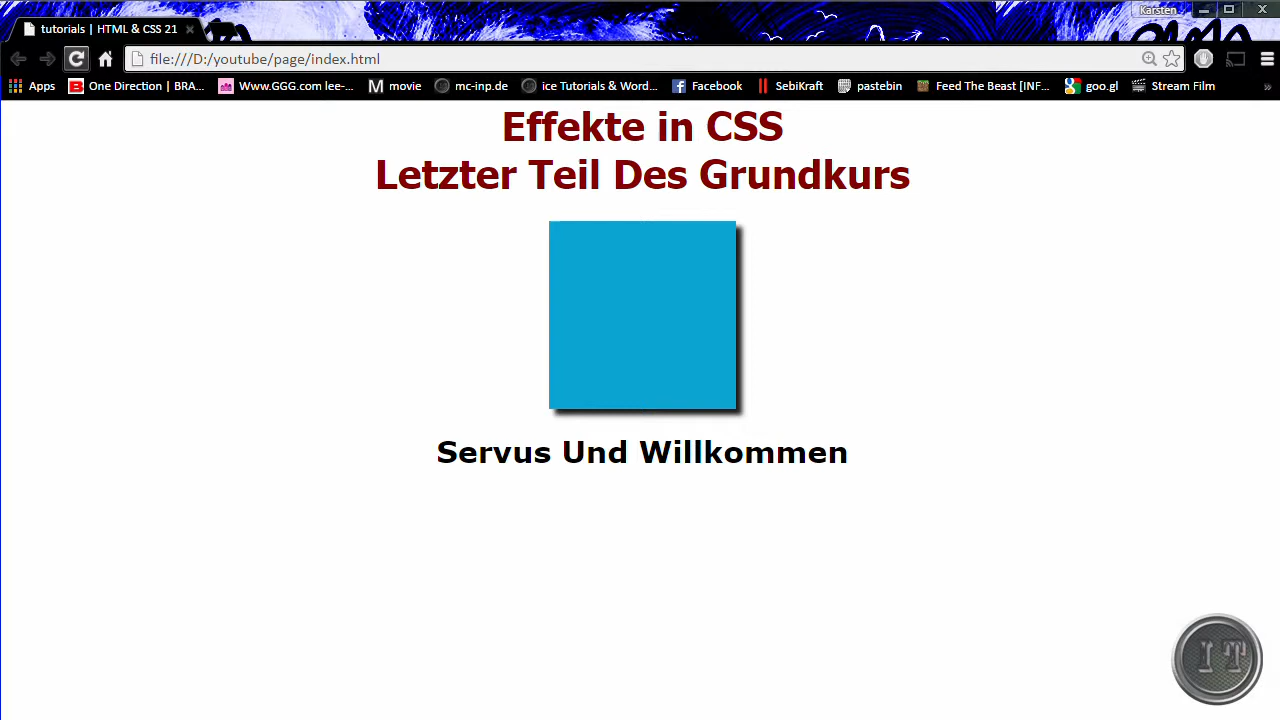 Karsten
tutorials | HTML & CSS 21
file:///D:/youtube/page/index.html
Apps One Direction | BRA... Www.GGG.com lee-... movie mc-inp.de ice Tutorials & Word... Facebook SebiKraft pastebin Feed The Beast [INF... goo.gl Stream Film
Effekte in CSS
Letzter Teil Des Grundkurs
Servus Und Willkommen
IT